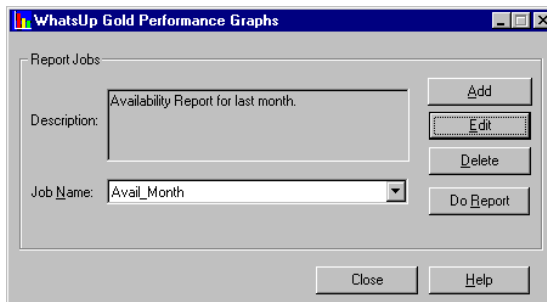 WhatsUp Gold Performance Graphs
Report Jobs
Description:
Availability Report for last month.
Job Name:
Avail_Month
Add
Edit
Delete
Do Report
Close
Help